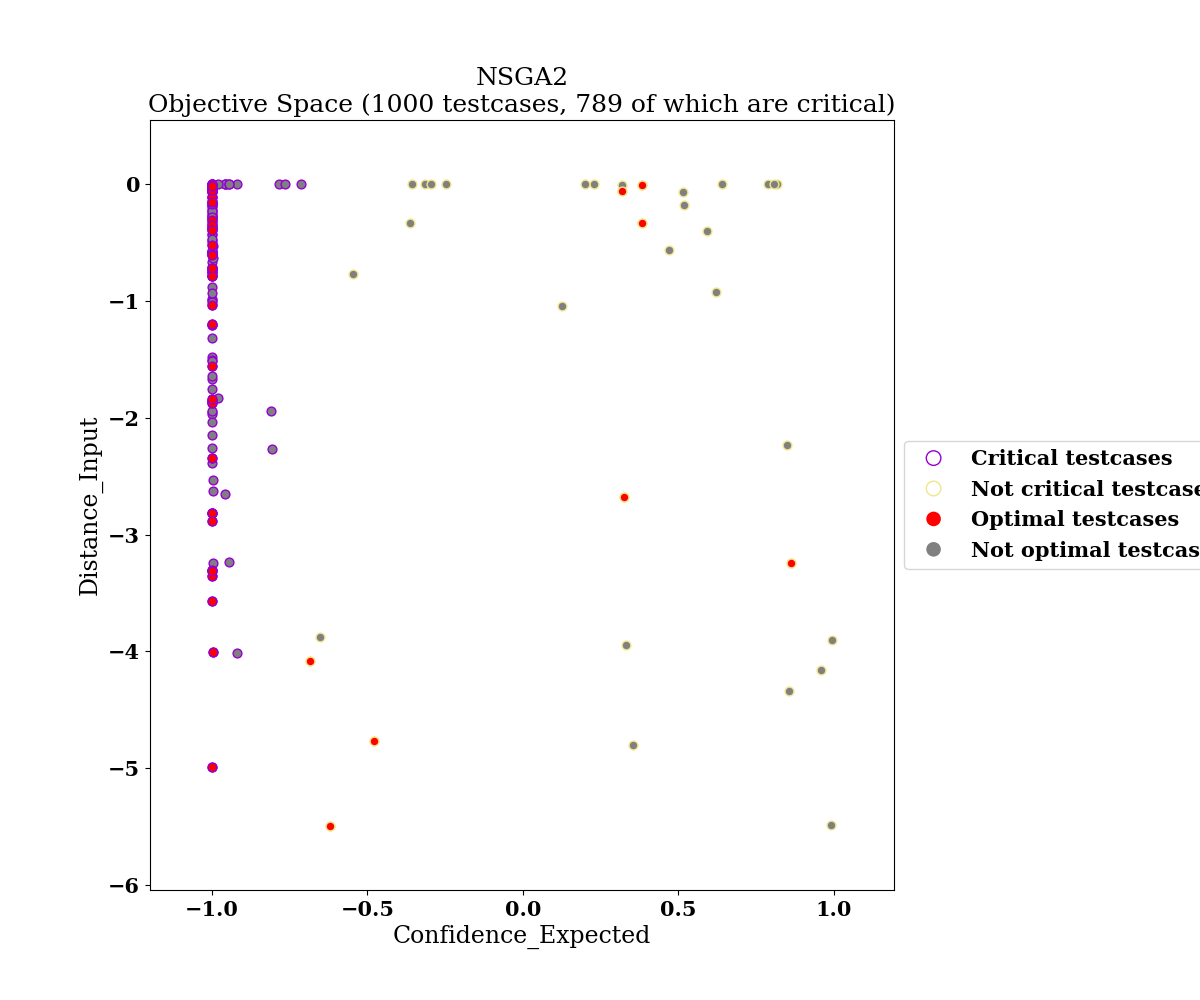 NSGA2
Objective Space (1000 testcases, 789 of which are critical)
0
−1
−2
−3
−4
−5
−6
Distance_Input
−1.0 −0.5 0.0 0.5 1.0
Confidence_Expected
Critical testcases
Not critical testcase
Optimal testcases
Not optimal testcas